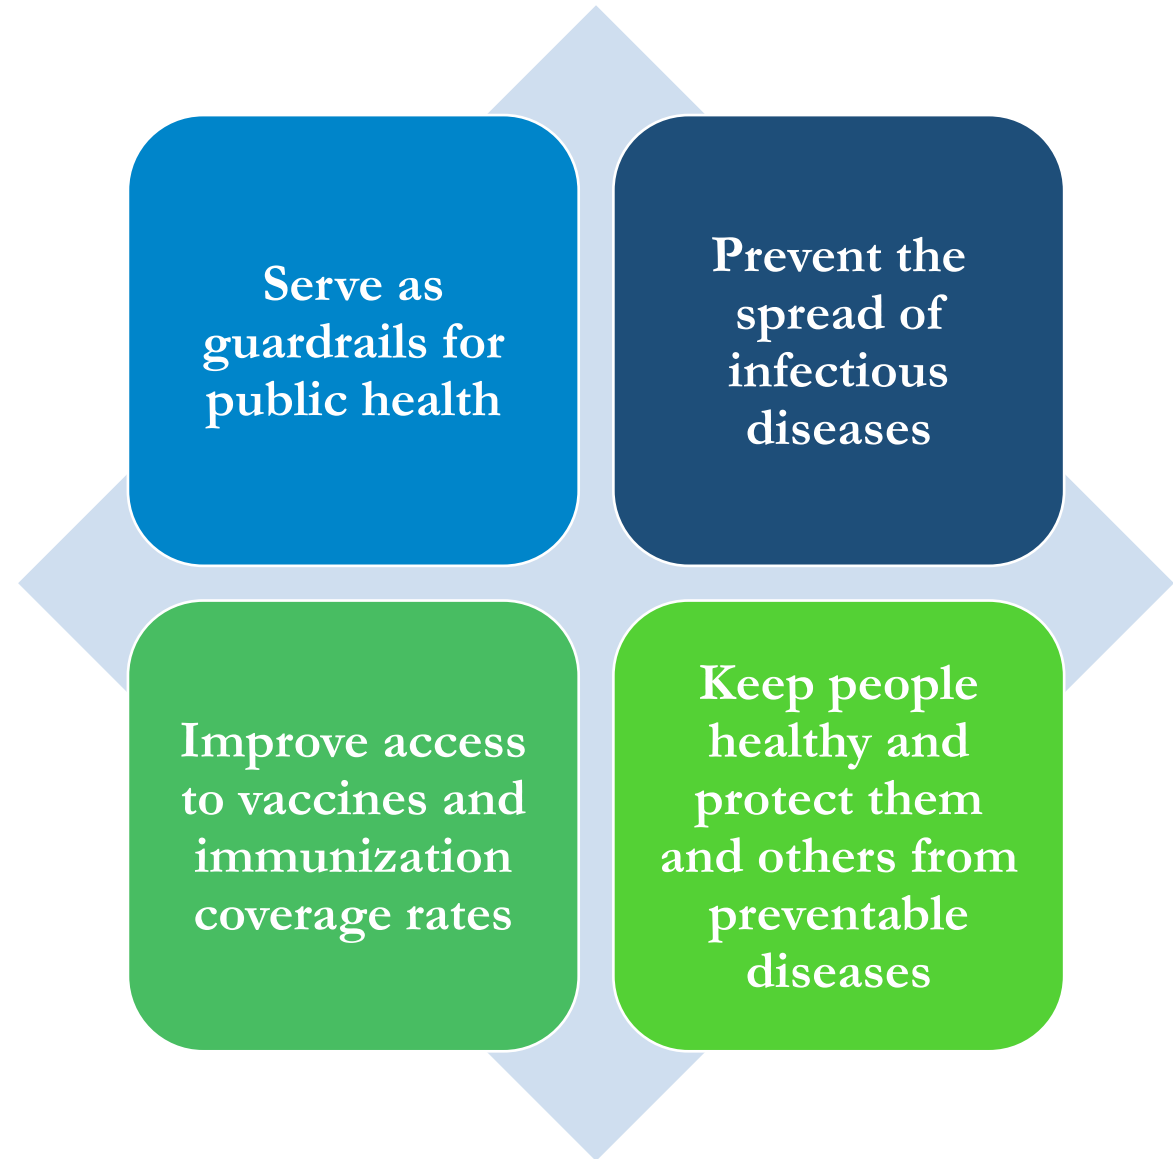 Serve as
guardrails for
public health
Prevent the
spread of
infectious
diseases
Improve access
to vaccines and
immunization
coverage rates
Keep people
healthy and
protect them
and others from
preventable
diseases